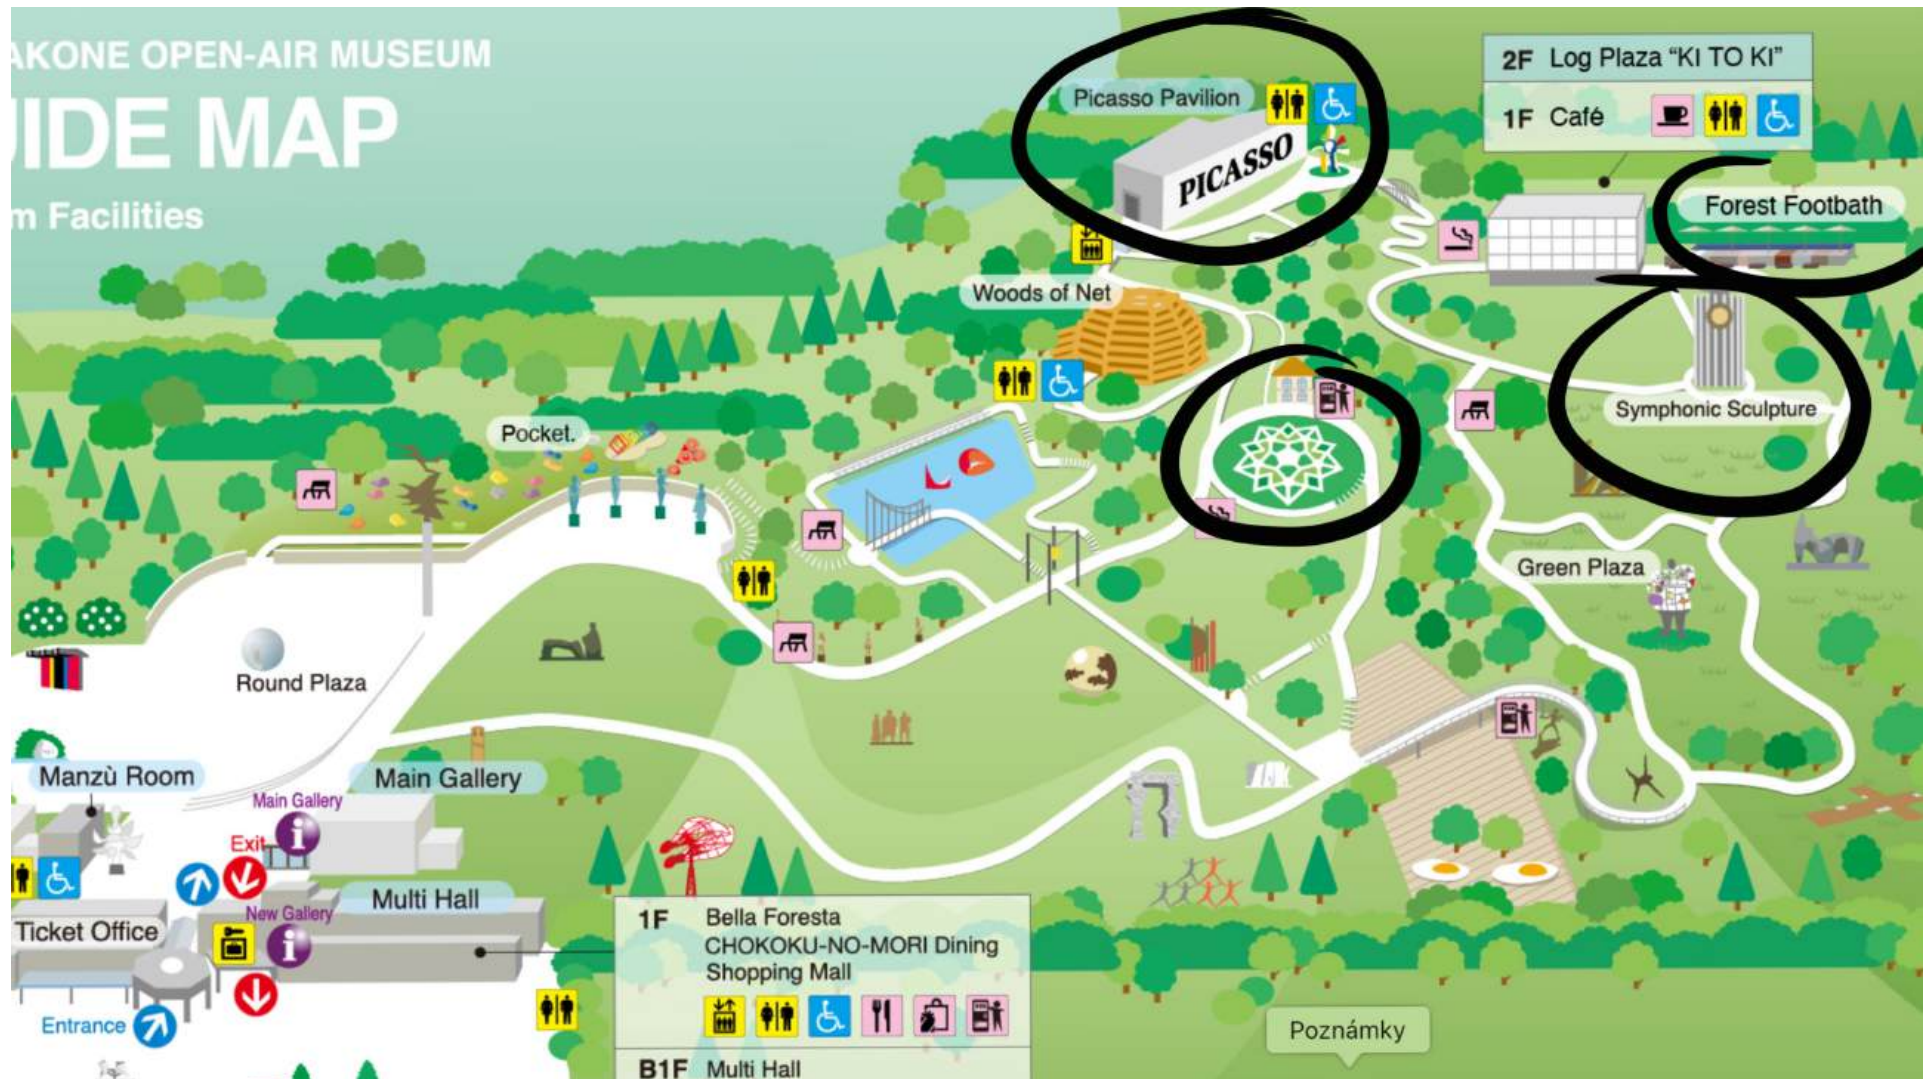 AKONE OPEN-AIR MUSEUM
UIDE MAP
m Facilities
Picasso Pavilion
PICASSO
2F Log Plaza “KI TO KI”
1F Café
Forest Footbath
Woods of Net
Symphonic Sculpture
Pocket.
Green Plaza
Round Plaza
Manzù Room
Main Gallery
Main Gallery
Exit
Multi Hall
New Gallery
Ticket Office
Entrance
1F Bella Foresta
CHOKOKU-NO-MORI Dining
Shopping Mall
B1F Multi Hall
Poznámky